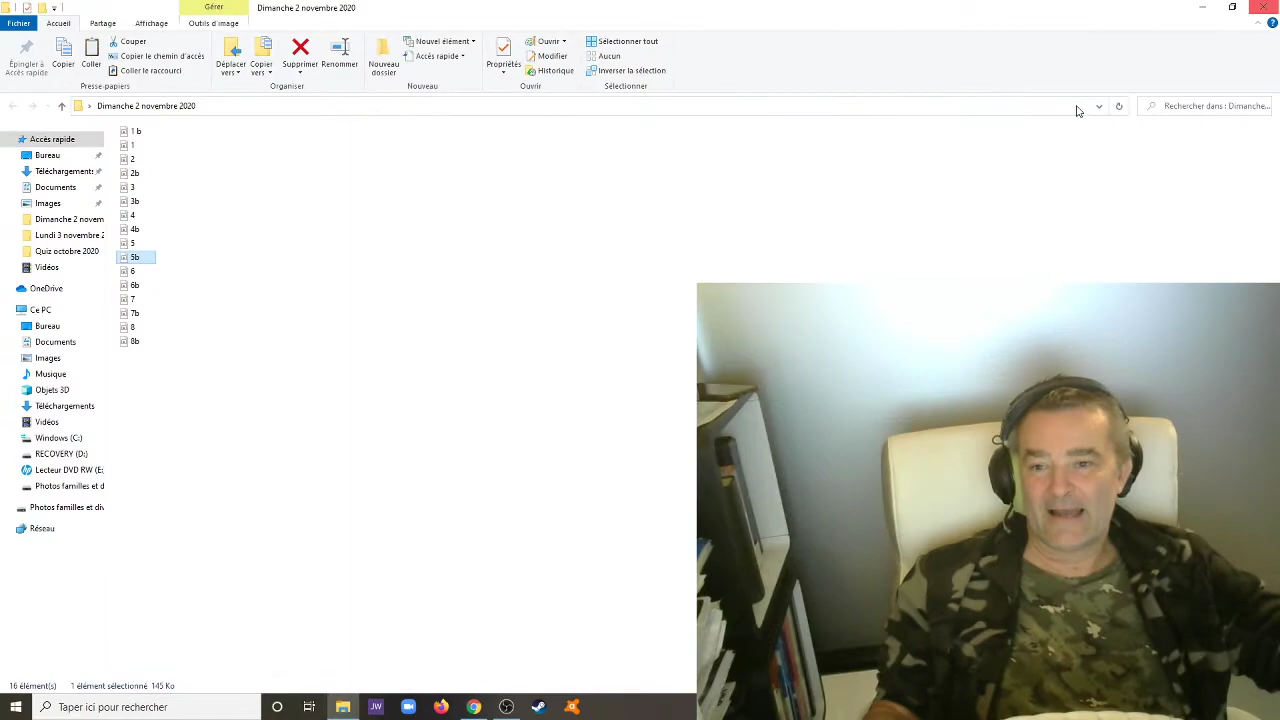 Gérer
Dimanche 2 novembre 2020
Fichier
Accueil
Partage
Affichage
Outils d'image
Épingler à
Accès rapide
Copier
Coller
Couper
Copier le chemin d'accès
Coller le raccourci
Presse-papiers
Déplacer
vers
Copier
vers
Supprimer
Renommer
Organiser
Nouveau
dossier
Nouvel élément
Accès rapide
Nouveau
Propriétés
Ouvrir
Modifier
Historique
Ouvrir
Sélectionner tout
Aucun
Inverser la sélection
Sélectionner
Dimanche 2 novembre 2020
Rechercher dans : Dimanche...
Accès rapide
Bureau
Téléchargements
Documents
Images
Dimanche 2 novem
Lundi 3 novembre 2
Quiz octobre 2020
Vidéos
OneDrive
Ce PC
Bureau
Documents
Images
Musique
Objets 3D
Téléchargements
Vidéos
Windows (C:)
RECOVERY (D:)
Lecteur DVD RW (E:
Photos familles et d
Photos familles et div
Réseau
1 b
1
2
2b
3
3b
4
4b
5
5b
6
6b
7
7b
8
8b
16 élément(s)
1 élément sélectionné 145 Ko
Taper ici pour rechercher
JW